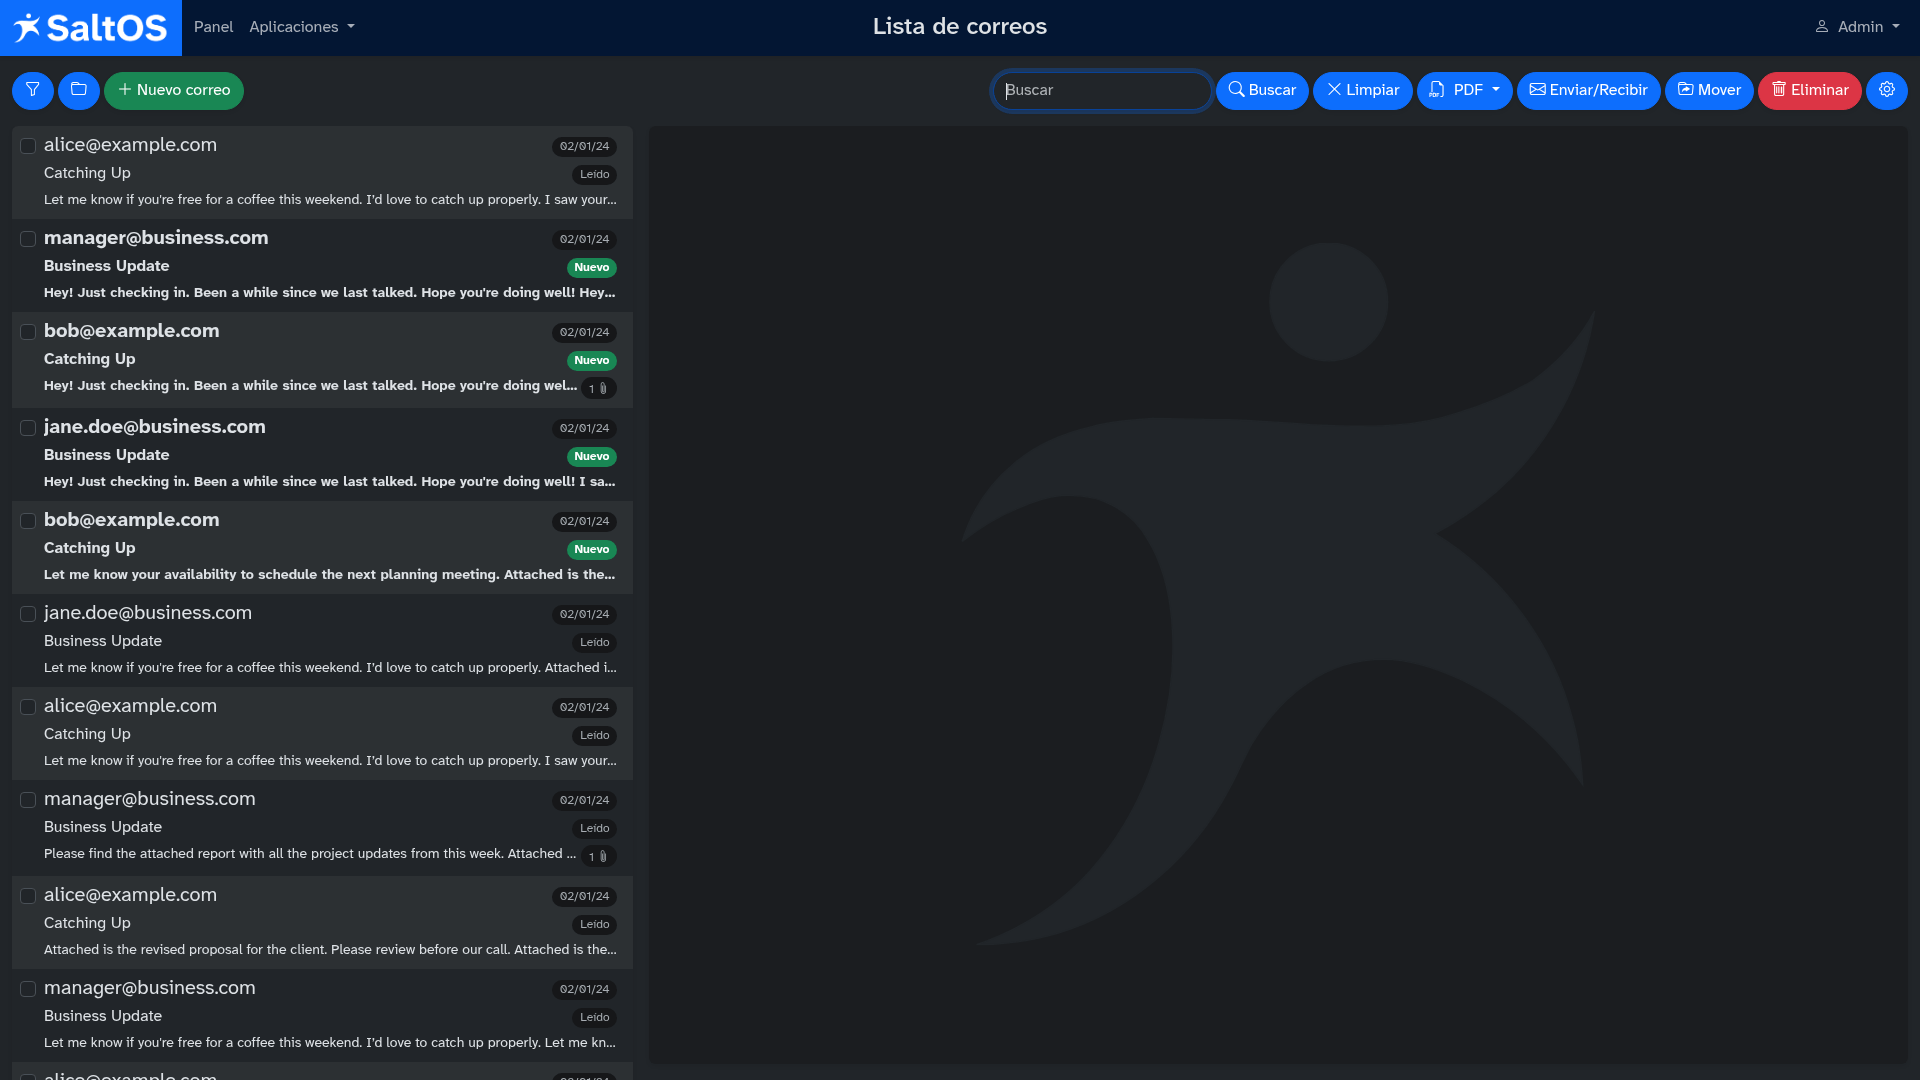 SaltOS Panel Aplicaciones Lista de correos Admin
Nuevo correo Buscar Buscar Limpiar PDF PDF Enviar/Recibir Mover Eliminar
alice@example.com 02/01/24
Catching Up Leído
Let me know if you're free for a coffee this weekend. I'd love to catch up properly. I saw your...
manager@business.com 02/01/24
Business Update Nuevo
Hey! Just checking in. Been a while since we last talked. Hope you're doing well! Hey...
bob@example.com 02/01/24
Catching Up Nuevo
Hey! Just checking in. Been a while since we last talked. Hope you're doing wel... 1
jane.doe@business.com 02/01/24
Business Update Nuevo
Hey! Just checking in. Been a while since we last talked. Hope you're doing well! I sa...
bob@example.com 02/01/24
Catching Up Nuevo
Let me know your availability to schedule the next planning meeting. Attached is the...
jane.doe@business.com 02/01/24
Business Update Leído
Let me know if you're free for a coffee this weekend. I'd love to catch up properly. Attached i...
alice@example.com 02/01/24
Catching Up Leído
Let me know if you're free for a coffee this weekend. I'd love to catch up properly. I saw your...
manager@business.com 02/01/24
Business Update Leído
Please find the attached report with all the project updates from this week. Attached ... 1
alice@example.com 02/01/24
Catching Up Leído
Attached is the revised proposal for the client. Please review before our call. Attached is the...
manager@business.com 02/01/24
Business Update Leído
Let me know if you're free for a coffee this weekend. I'd love to catch up properly. Let me kn...
alice@example.com 02/01/24